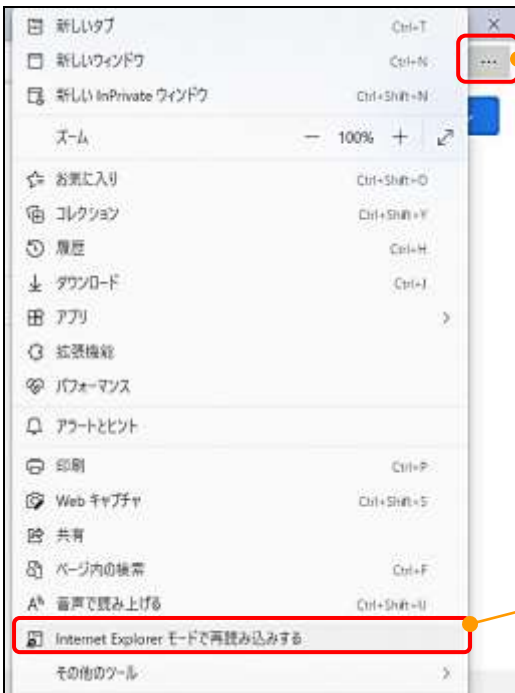 新しいタブ Ctrl+T
新しいウィンドウ Ctrl+N
新しい InPrivate ウィンドウ Ctrl+Shift+N
ズーム — 100% +
お気に入り Ctrl+Shift+O
コレクション Ctrl+Shift+Y
履歴 Ctrl+H
ダウンロード Ctrl+J
アプリ
拡張機能
パフォーマンス
アラートとヒント
印刷 Ctrl+P
Web キャプチャ Ctrl+Shift+S
共有
ページ内の検索 Ctrl+F
音声で読み上げる Ctrl+Shift+U
Internet Explorer モードで再読み込みする
その他のツール